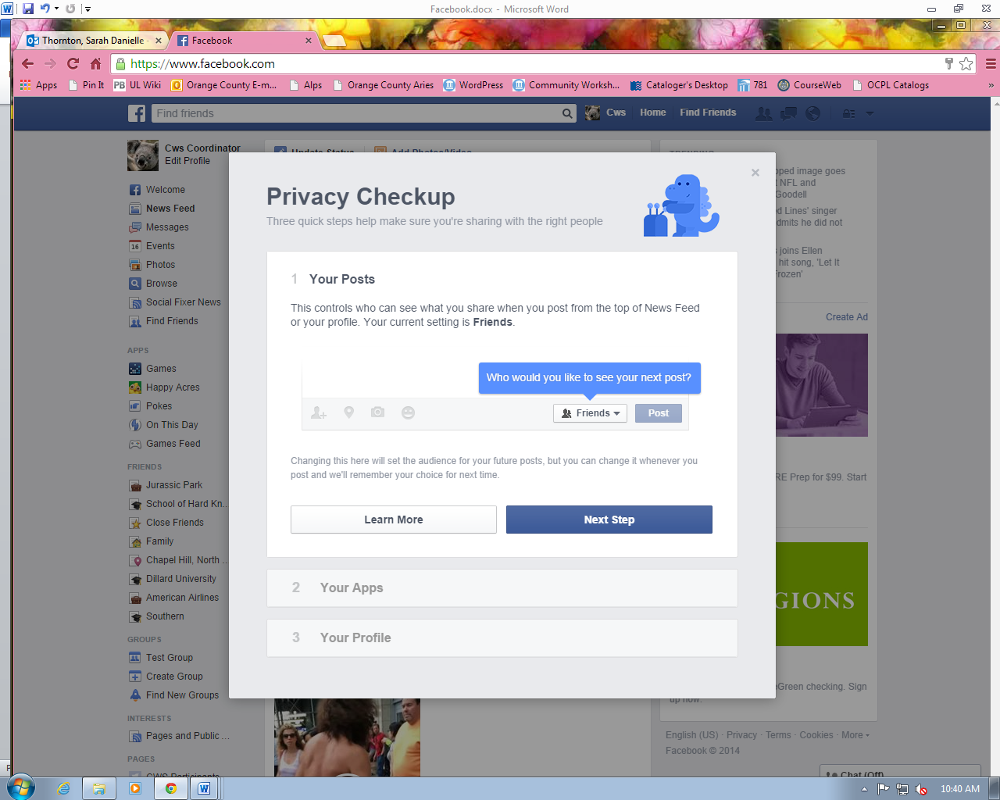 Facebook.docx - Microsoft Word
Thornton, Sarah Danielle
Facebook
https://www.facebook.com
Apps
Pin It
UL Wiki
Orange County E-m...
Alps
Orange County Aries
WordPress
Community Worksh...
Cataloger's Desktop
781
CourseWeb
OCPL Catalogs
»
Find friends
Cws
Home
Find Friends
Cws Coordinator
Edit Profile
Welcome
News Feed
Messages
Events
Photos
Browse
Social Fixer News
Find Friends
APPS
Games
Happy Acres
Pokes
On This Day
Games Feed
FRIENDS
Jurassic Park
School of Hard Kn...
Close Friends
Family
Chapel Hill, North ...
Dillard University
American Airlines
Southern
GROUPS
Test Group
Create Group
Find New Groups
INTERESTS
Pages and Public ...
PAGES
CWS Participants
Update Status
Add Photos/Video
Privacy Checkup
Three quick steps help make sure you're sharing with the right people
1 Your Posts
This controls who can see what you share when you post from the top of News Feed
or your profile. Your current setting is Friends.
Who would you like to see your next post?
Friends
Post
Changing this here will set the audience for your future posts, but you can change it whenever you
post and we'll remember your choice for next time.
Learn More
Next Step
2 Your Apps
3 Your Profile
TRENDING
pped image goes
NFL and
Goodell
d Lines' singer
dmits he did not
joins Ellen
hit song, 'Let It
Frozen'
Create Ad
RE Prep for $99. Start
GIONS
eGreen checking. Sign
up now.
English (US) · Privacy · Terms · Cookies · More
Facebook © 2014
Chat (Off)
10:40 AM